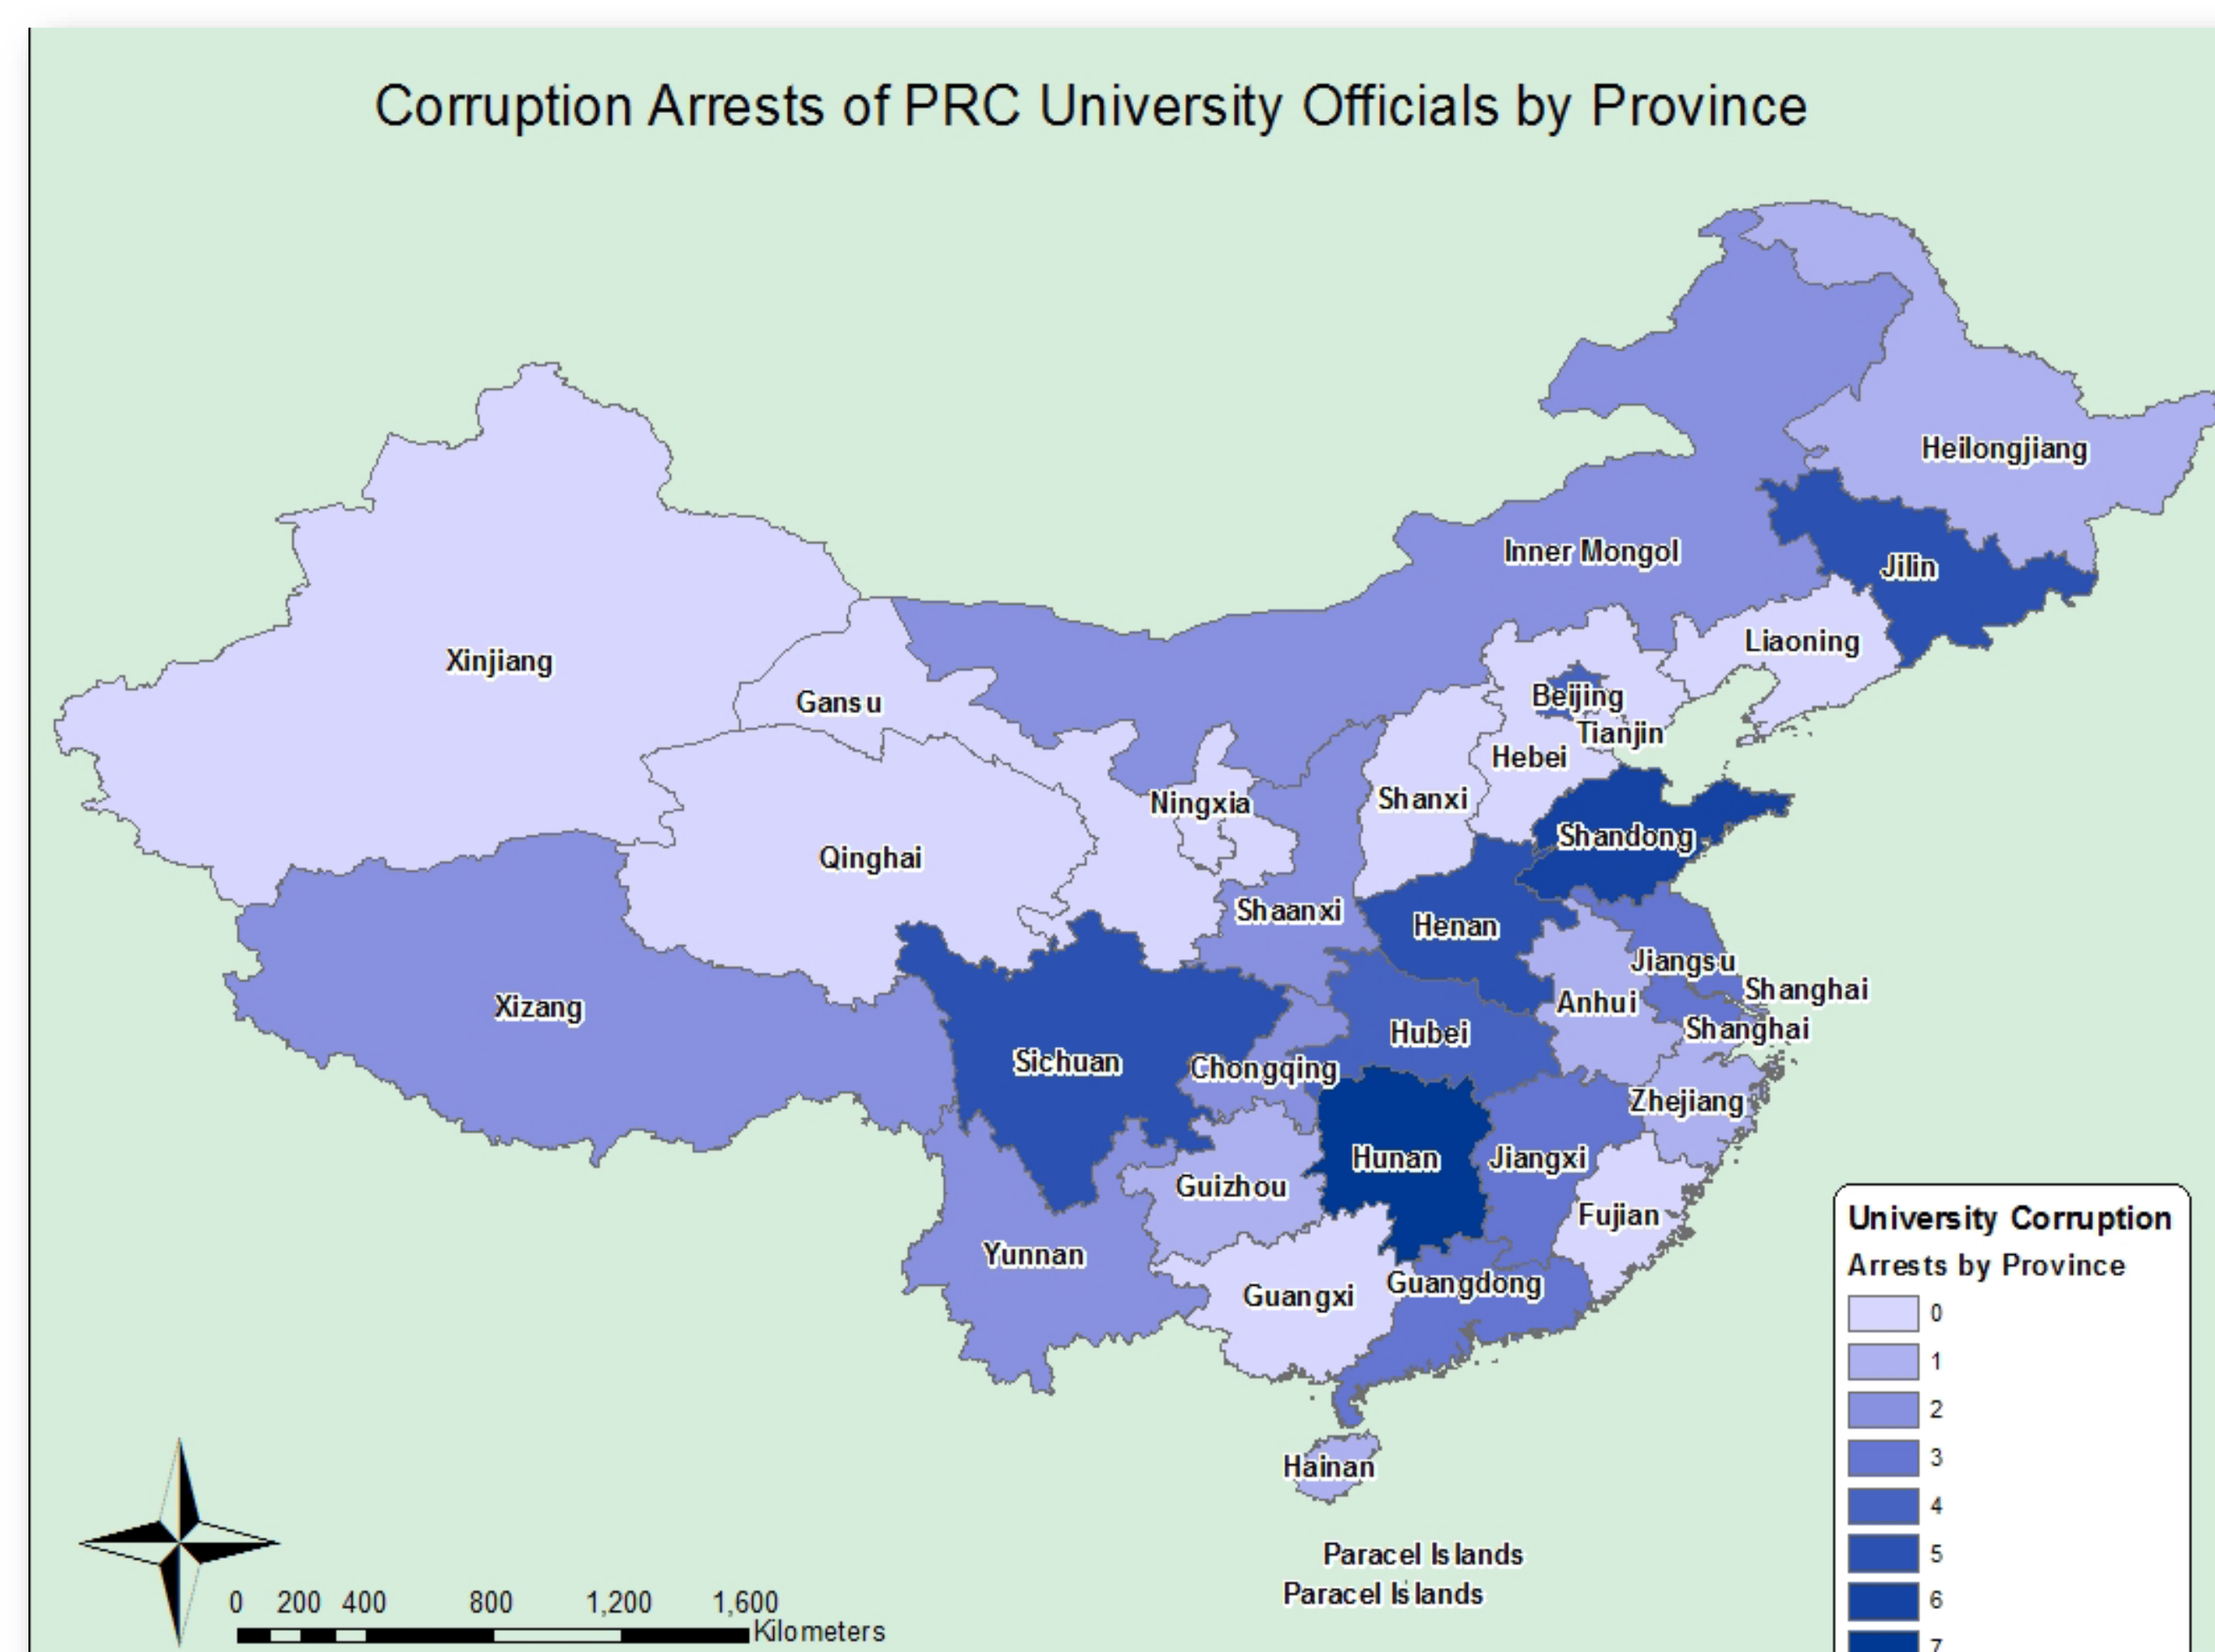 Corruption Arrests of PRC University Officials by Province
Heilongjiang
Inner Mongol
Jilin
Liaoning
Xinjiang
Gansu
Beijing
Tianjin
Hebei
Ningxia
Shanxi
Shandong
Qinghai
Shaanxi
Henan
Jiangsu
Shanghai
Xizang
Anhui
Shanghai
Hubei
Sichuan
Chongqing
Zhejiang
Hunan
Jiangxi
Guizhou
Fujian
Yunnan
Guangdong
Guangxi
Hainan
Paracel Islands
Paracel Islands
University Corruption
Arrests by Province
0
1
2
3
4
5
6
7
0 200 400 800 1,200 1,600
Kilometers